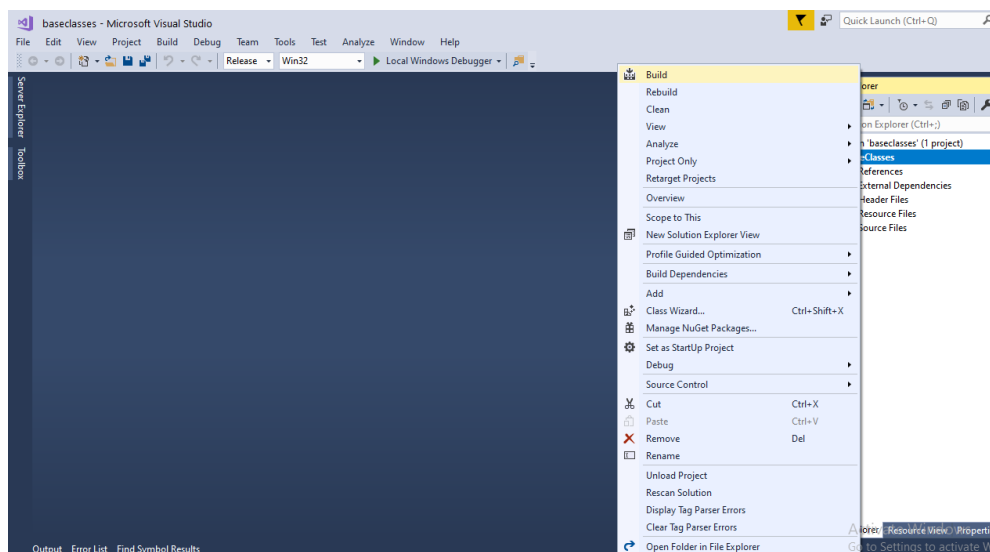 baseclasses - Microsoft Visual Studio
Quick Launch (Ctrl+Q)
File Edit View Project Build Debug Team Tools Test Analyze Window Help
Release Win32 Local Windows Debugger
Server Explorer
Toolbox
Build
Rebuild
Clean
View
Analyze
Project Only
Retarget Projects
Overview
Scope to This
New Solution Explorer View
Profile Guided Optimization
Build Dependencies
Add
Class Wizard... Ctrl+Shift+X
Manage NuGet Packages...
Set as StartUp Project
Debug
Source Control
Cut Ctrl+X
Paste Ctrl+V
Remove Del
Rename
Unload Project
Rescan Solution
Display Tag Parser Errors
Clear Tag Parser Errors
Open Folder in File Explorer
orer
on Explorer (Ctrl+;)
'baseclasses' (1 project)
eClasses
References
External Dependencies
Header Files
Resource Files
Source Files
orer Resource View Properti
Activate Windows
Go to Settings to activate W
Output Error List Find Symbol Results